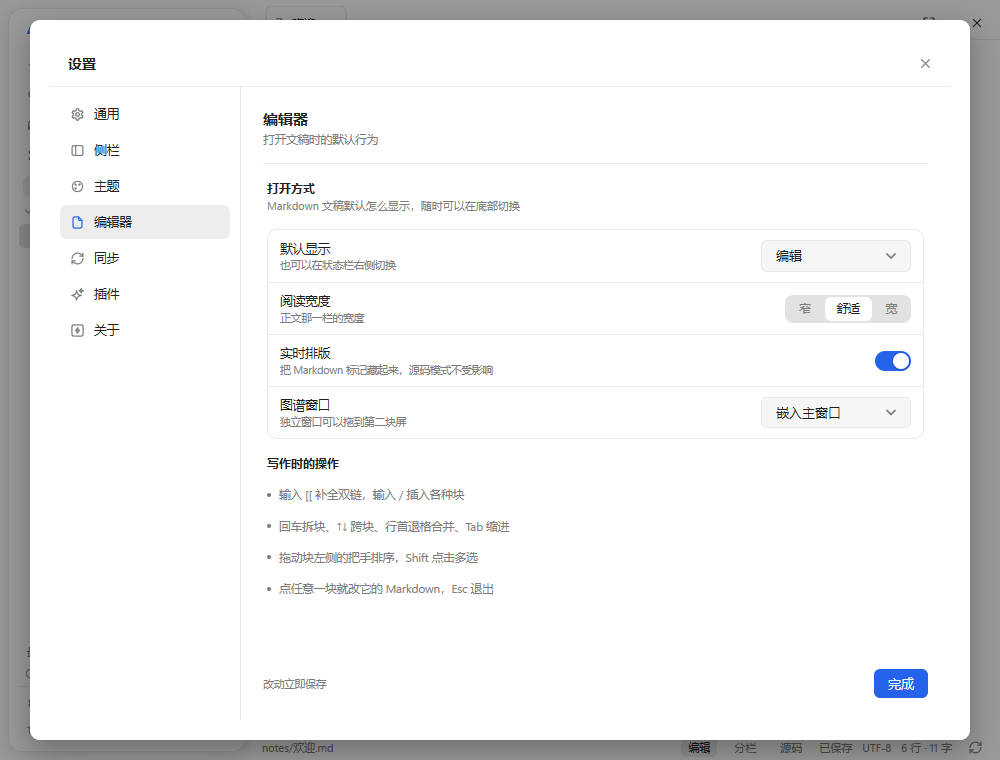 设置
通用
侧栏
主题
编辑器
同步
插件
关于
编辑器
打开文稿时的默认行为
打开方式
Markdown 文稿默认怎么显示，随时可以在底部切换
默认显示
也可以在状态栏右侧切换
编辑
阅读宽度
正文那一栏的宽度
窄 舒适 宽
实时排版
把 Markdown 标记藏起来，源码模式不受影响
图谱窗口
独立窗口可以拖到第二块屏
嵌入主窗口
写作时的操作
• 输入 [[ 补全双链，输入 / 插入各种块
• 回车拆块、↑↓ 跨块、行首退格合并、Tab 缩进
• 拖动块左侧的把手排序，Shift 点击多选
• 点任意一块就改它的 Markdown，Esc 退出
改动立即保存
完成
notes/欢迎.md
编辑 分栏 源码 已保存 UTF-8 6 行 · 11 字